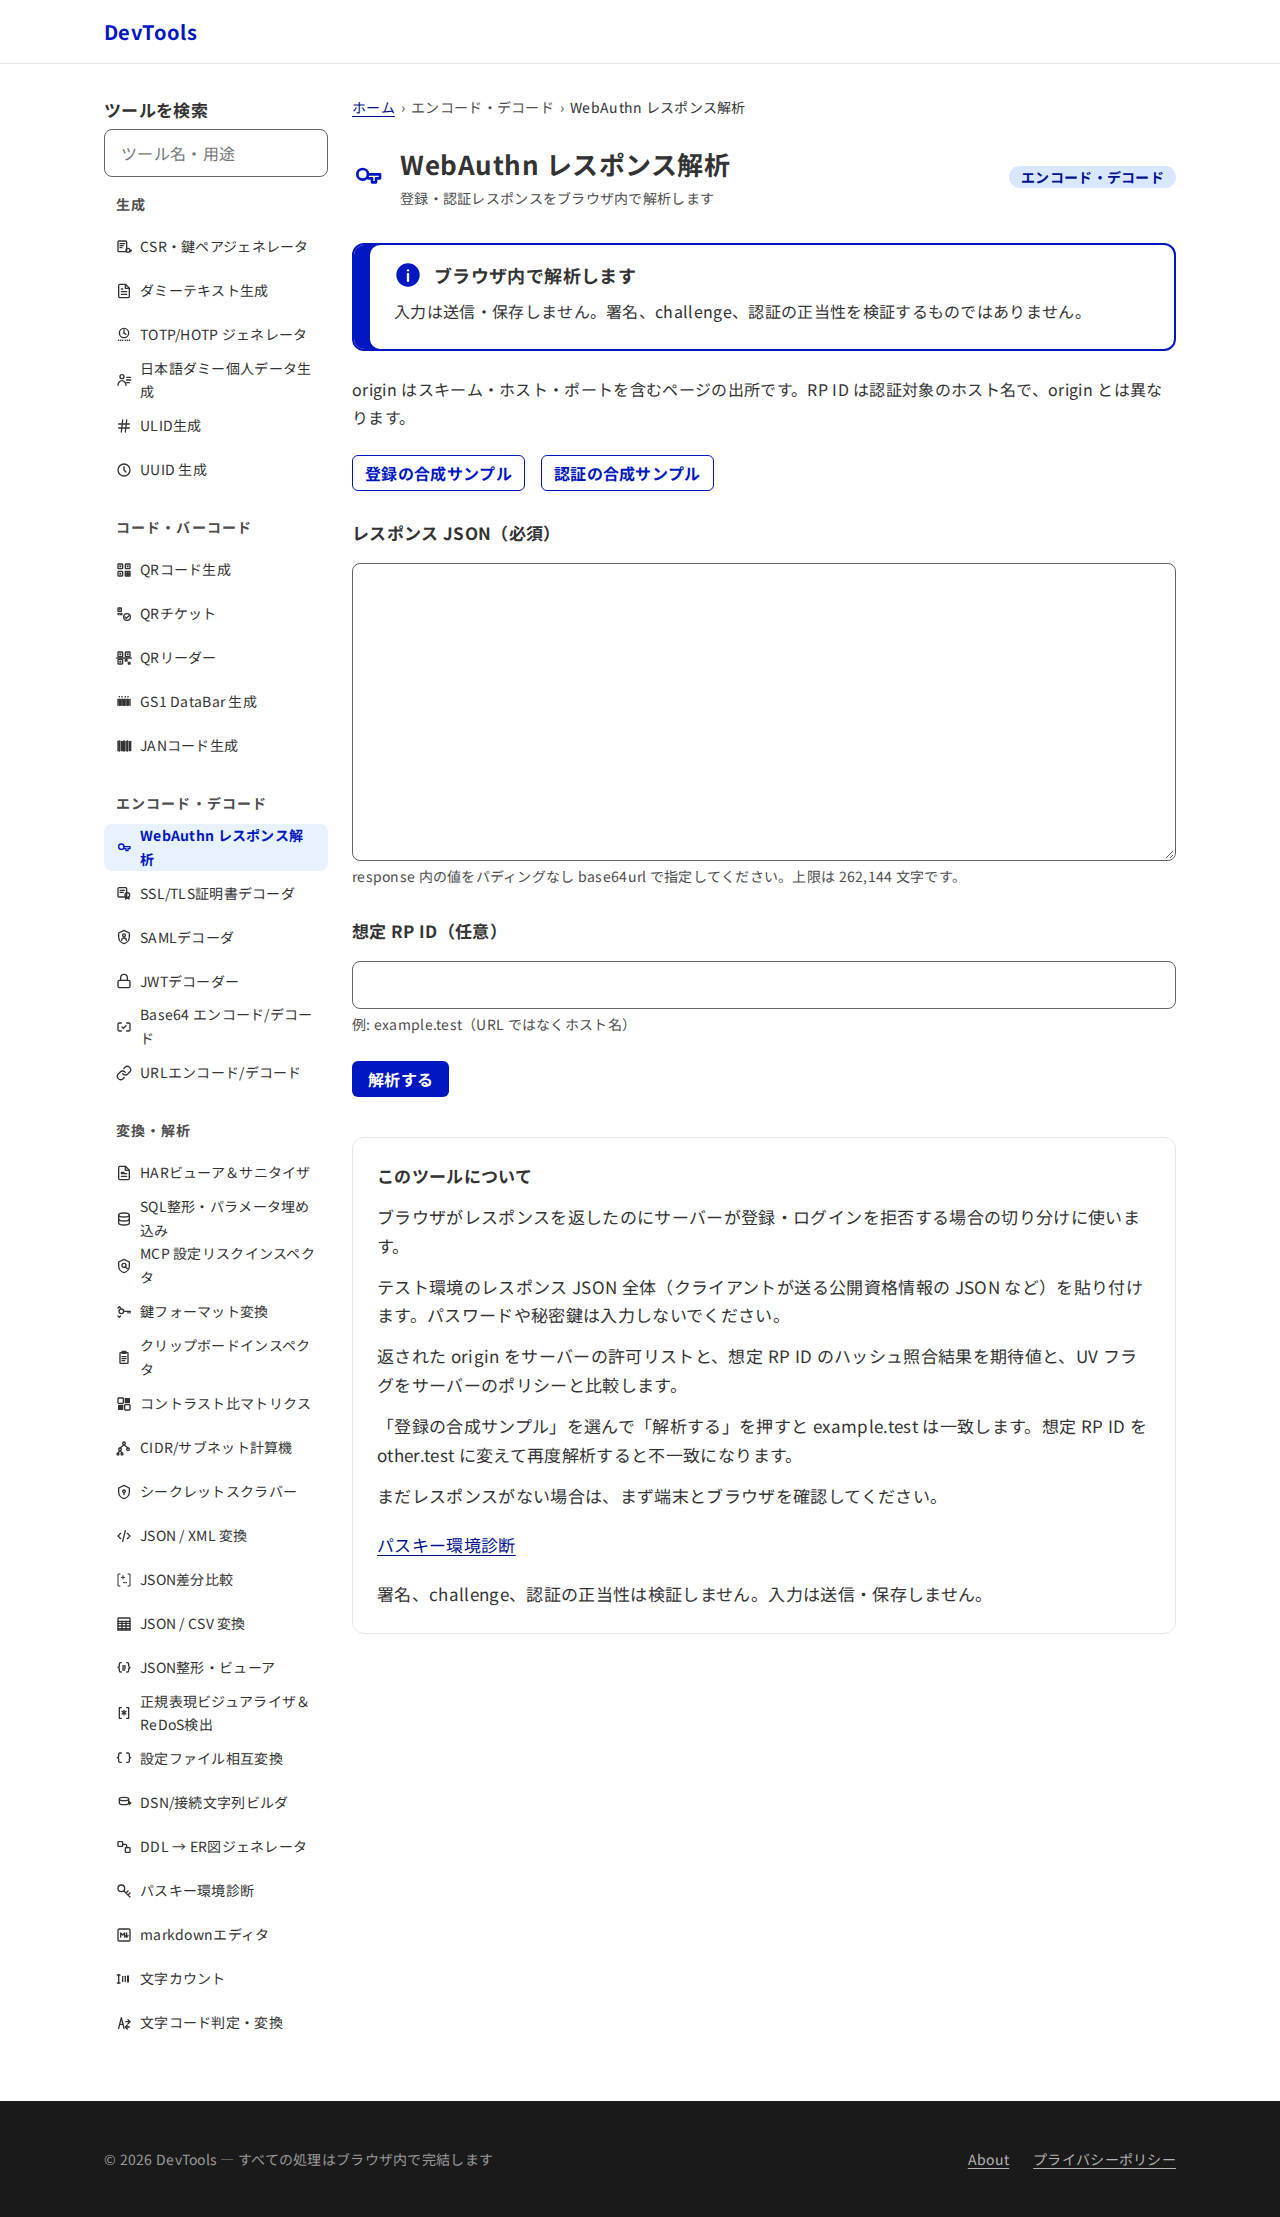 DevTools
ツールを検索
ツール名・用途
生成
CSR・鍵ペアジェネレータ
ダミーテキスト生成
TOTP/HOTP ジェネレータ
日本語ダミー個人データ生
成
ULID生成
UUID 生成
コード・バーコード
QRコード生成
QRチケット
QRリーダー
GS1 DataBar 生成
JANコード生成
エンコード・デコード
WebAuthn レスポンス解
析
SSL/TLS証明書デコーダ
SAMLデコーダ
JWTデコーダー
Base64 エンコード/デコー
ド
URLエンコード/デコード
変換・解析
HARビューア＆サニタイザ
SQL整形・パラメータ埋め
込み
MCP 設定リスクインスペク
タ
鍵フォーマット変換
クリップボードインスペク
タ
コントラスト比マトリクス
CIDR/サブネット計算機
シークレットスクラバー
JSON / XML 変換
JSON差分比較
JSON / CSV 変換
JSON整形・ビューア
正規表現ビジュアライザ＆
ReDoS検出
設定ファイル相互変換
DSN/接続文字列ビルダ
DDL → ER図ジェネレータ
パスキー環境診断
markdownエディタ
文字カウント
文字コード判定・変換
ホーム › エンコード・デコード › WebAuthn レスポンス解析
WebAuthn レスポンス解析
登録・認証レスポンスをブラウザ内で解析します
エンコード・デコード
ブラウザ内で解析します
入力は送信・保存しません。署名、challenge、認証の正当性を検証するものではありません。
origin はスキーム・ホスト・ポートを含むページの出所です。RP ID は認証対象のホスト名で、origin とは異な
ります。
登録の合成サンプル
認証の合成サンプル
レスポンス JSON（必須）
response 内の値をパディングなし base64url で指定してください。上限は 262,144 文字です。
想定 RP ID（任意）
例: example.test（URL ではなくホスト名）
解析する
このツールについて
ブラウザがレスポンスを返したのにサーバーが登録・ログインを拒否する場合の切り分けに使いま
す。
テスト環境のレスポンス JSON 全体（クライアントが送る公開資格情報の JSON など）を貼り付け
ます。パスワードや秘密鍵は入力しないでください。
返された origin をサーバーの許可リストと、想定 RP ID のハッシュ照合結果を期待値と、UV フラ
グをサーバーのポリシーと比較します。
「登録の合成サンプル」を選んで「解析する」を押すと example.test は一致します。想定 RP ID を
other.test に変えて再度解析すると不一致になります。
まだレスポンスがない場合は、まず端末とブラウザを確認してください。
パスキー環境診断
署名、challenge、認証の正当性は検証しません。入力は送信・保存しません。
© 2026 DevTools — すべての処理はブラウザ内で完結します
About
プライバシーポリシー